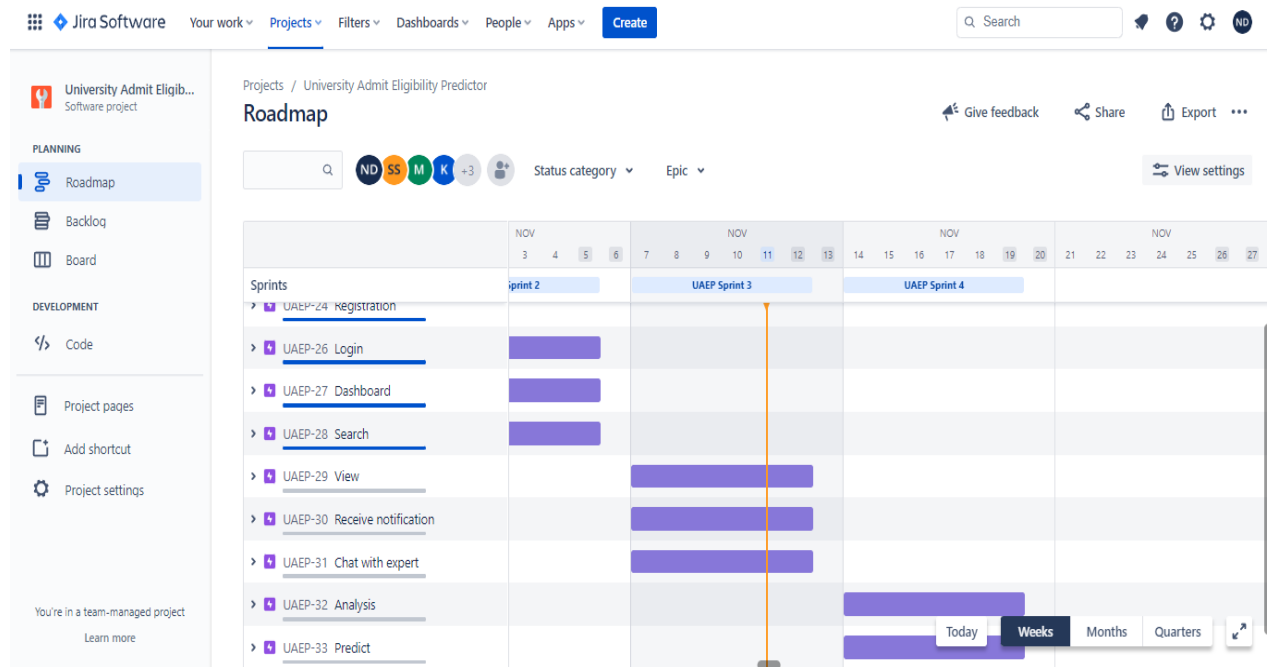 Jira Software Your work Projects Filters Dashboards People Apps Create Search ND
University Admit Eligib...
Software project
PLANNING
Roadmap
Backlog
Board
DEVELOPMENT
Code
Project pages
Add shortcut
Project settings
You're in a team-managed project
Learn more
Projects / University Admit Eligibility Predictor
Roadmap
Give feedback Share Export
ND SS M K +3 Status category Epic View settings
NOV NOV NOV NOV
3 4 5 6 7 8 9 10 11 12 13 14 15 16 17 18 19 20 21 22 23 24 25 26 27
Sprints Sprint 2 UAEP Sprint 3 UAEP Sprint 4
UAEP-24 Registration
UAEP-26 Login
UAEP-27 Dashboard
UAEP-28 Search
UAEP-29 View
UAEP-30 Receive notification
UAEP-31 Chat with expert
UAEP-32 Analysis
UAEP-33 Predict
Today Weeks Months Quarters